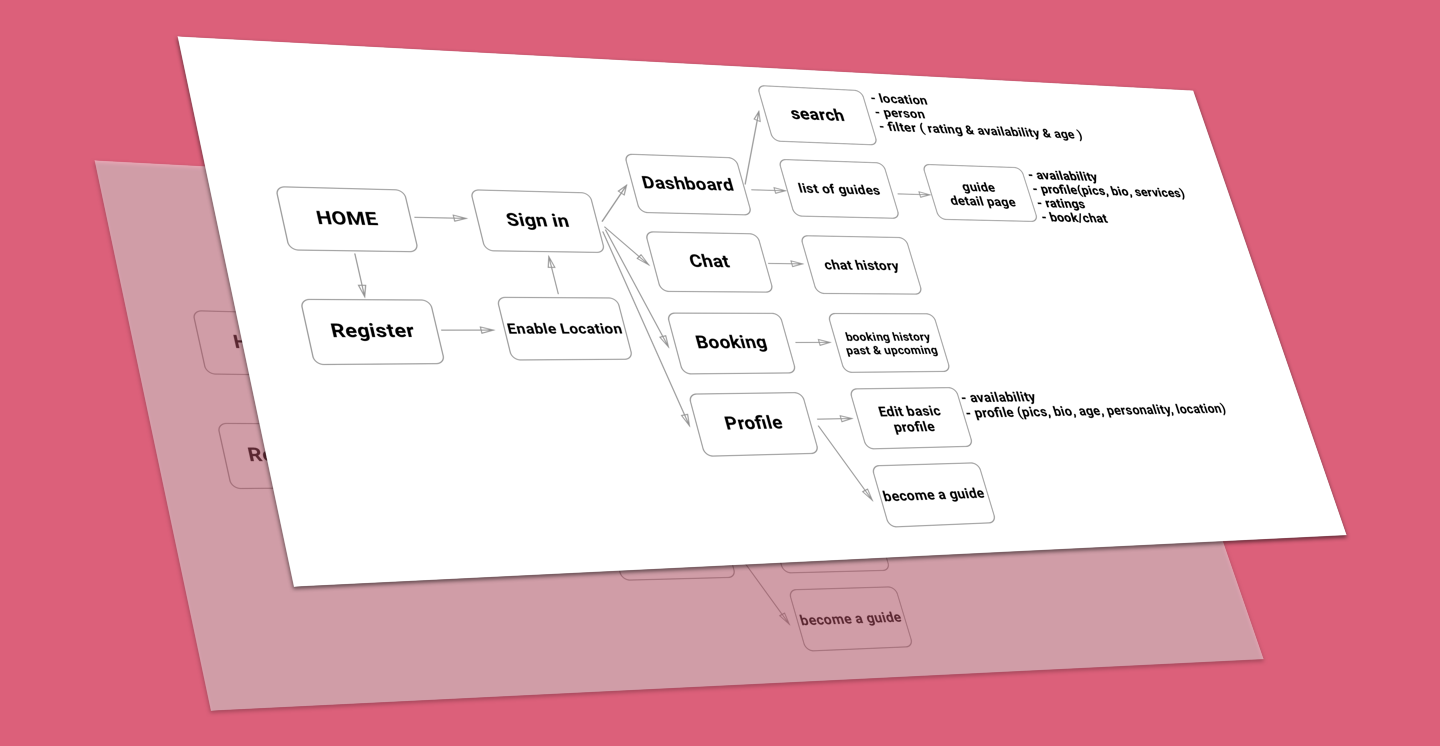 search
- location
- person
- filter ( rating & availability & age )
Dashboard
list of guides
guide
detail page
- availability
- profile(pics, bio, services)
- ratings
- book/chat
HOME
Sign in
Chat
chat history
Register
Enable Location
Booking
booking history
past & upcoming
Profile
Edit basic
profile
- availability
- profile (pics, bio, age, personality, location)
become a guide
H
Re
become a guide